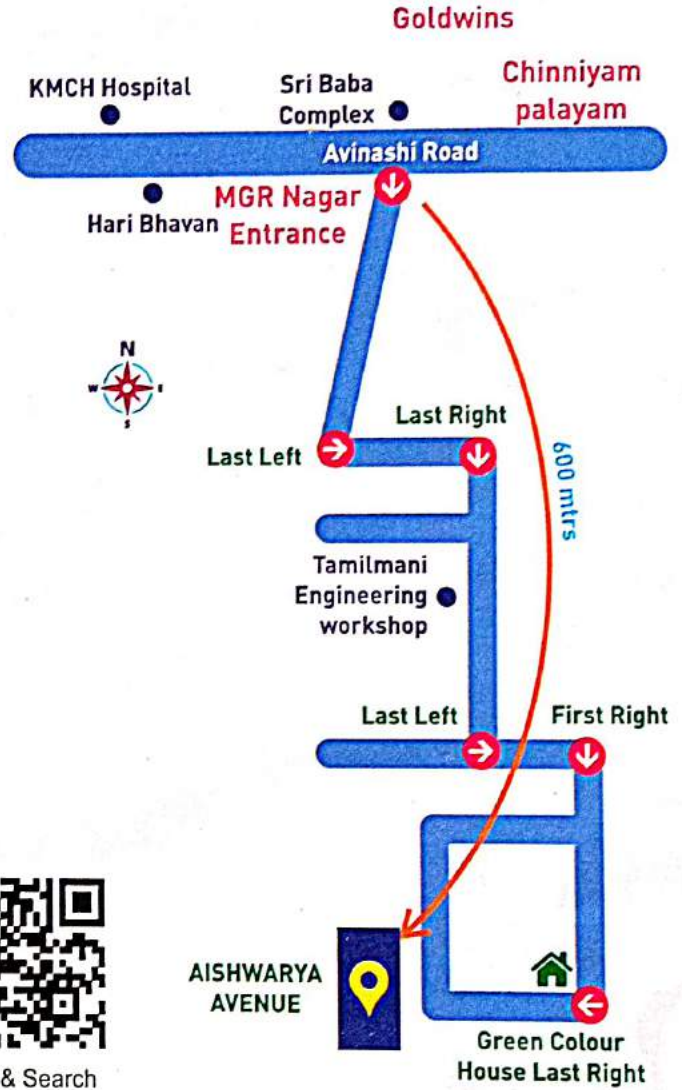 Goldwins
KMCH Hospital
Sri Baba
Complex
Chinniyam
palayam
Avinashi Road
Hari Bhavan
MGR Nagar
Entrance
N
W
E
S
Last Left
Last Right
600 mtrs
Tamilmani
Engineering
workshop
Last Left
First Right
AISHWARYA
AVENUE
Green Colour
House Last Right
& Search